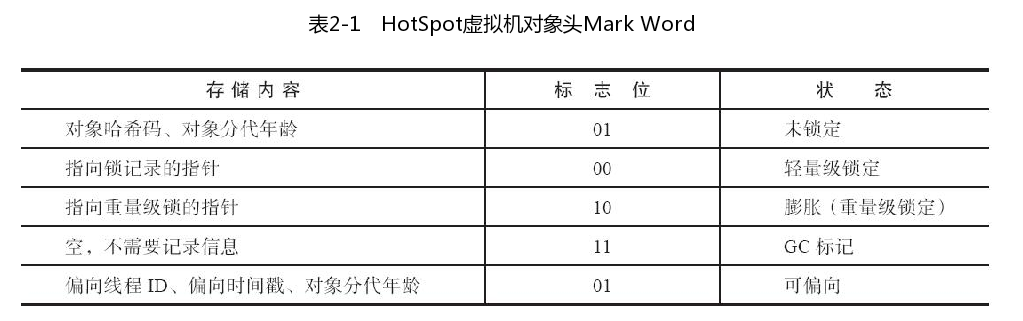 表2-1 HotSpot虚拟机对象头Mark Word
存储内容 标志位 状态
对象哈希码、对象分代年龄 01 未锁定
指向锁记录的指针 00 轻量级锁定
指向重量级锁的指针 10 膨胀（重量级锁定）
空，不需要记录信息 11 GC 标记
偏向线程 ID、偏向时间戳、对象分代年龄 01 可偏向